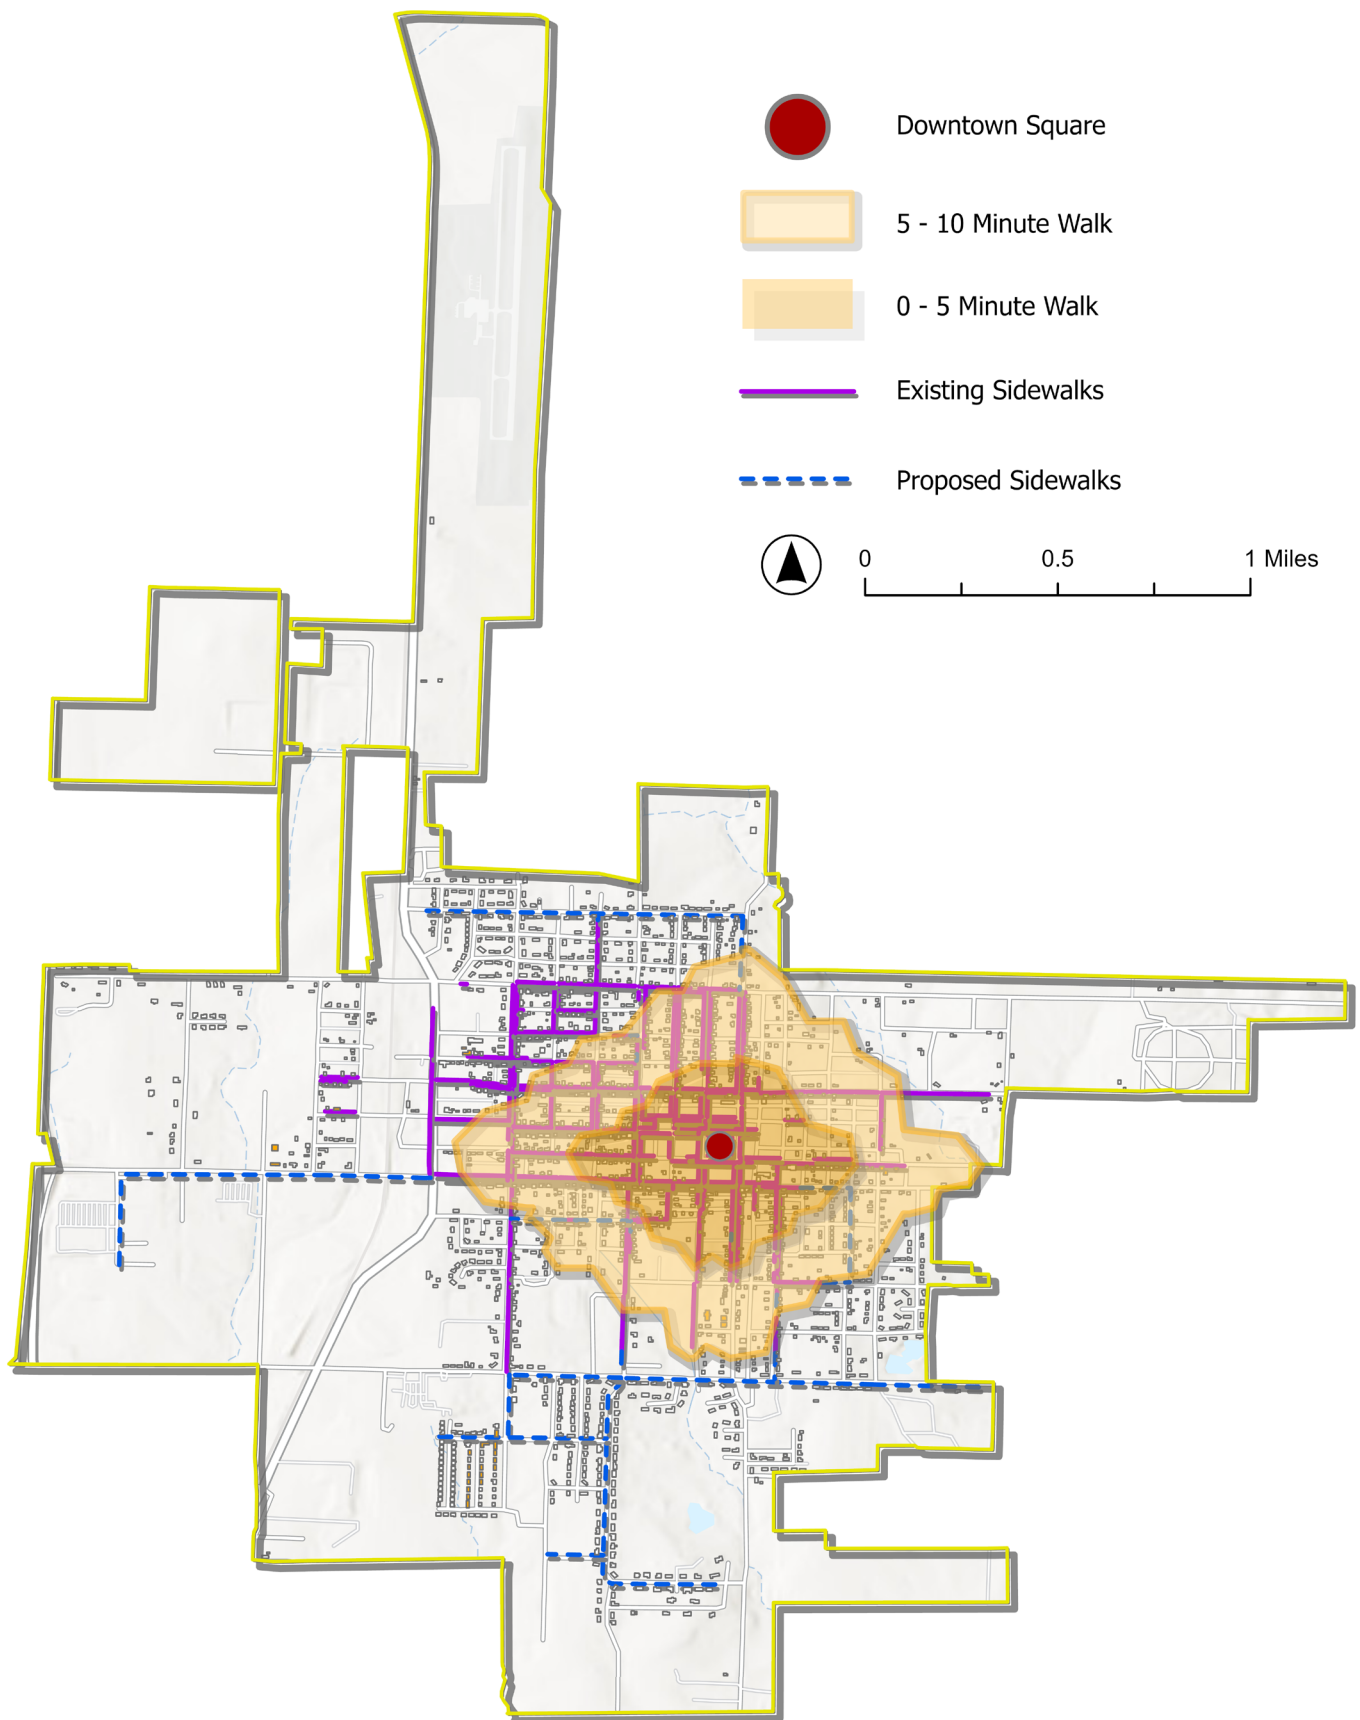 Downtown Square
5 - 10 Minute Walk
0 - 5 Minute Walk
Existing Sidewalks
Proposed Sidewalks
0 0.5 1 Miles